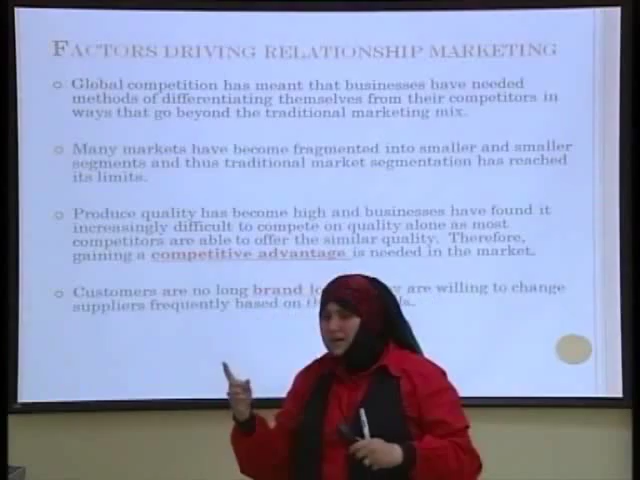 FACTORS DRIVING RELATIONSHIP MARKETING
Global competition has meant that businesses have needed
methods of differentiating themselves from their competitors in
ways that go beyond the traditional marketing mix.
Many markets have become fragmented into smaller and smaller
segments and thus traditional market segmentation has reached
its limits.
Produce quality has become high and businesses have found it
increasingly difficult to compete on quality alone as most
competitors are able to offer the similar quality. Therefore,
gaining a competitive advantage is needed in the market.
Customers are no long brand are willing to change
suppliers frequently based on